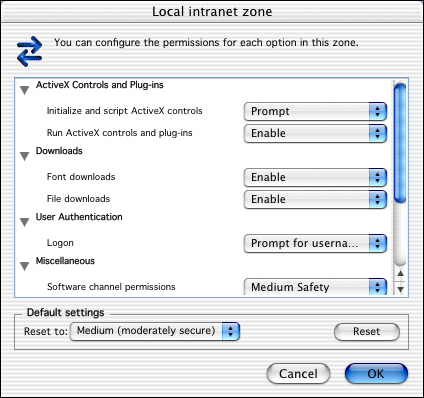 Local intranet zone
You can configure the permissions for each option in this zone.
ActiveX Controls and Plug-ins
Initialize and script ActiveX controls Prompt
Run ActiveX controls and plug-ins Enable
Downloads
Font downloads Enable
File downloads Enable
User Authentication
Logon Prompt for userna...
Miscellaneous
Software channel permissions Medium Safety
Default settings
Reset to: Medium (moderately secure) Reset
Cancel OK